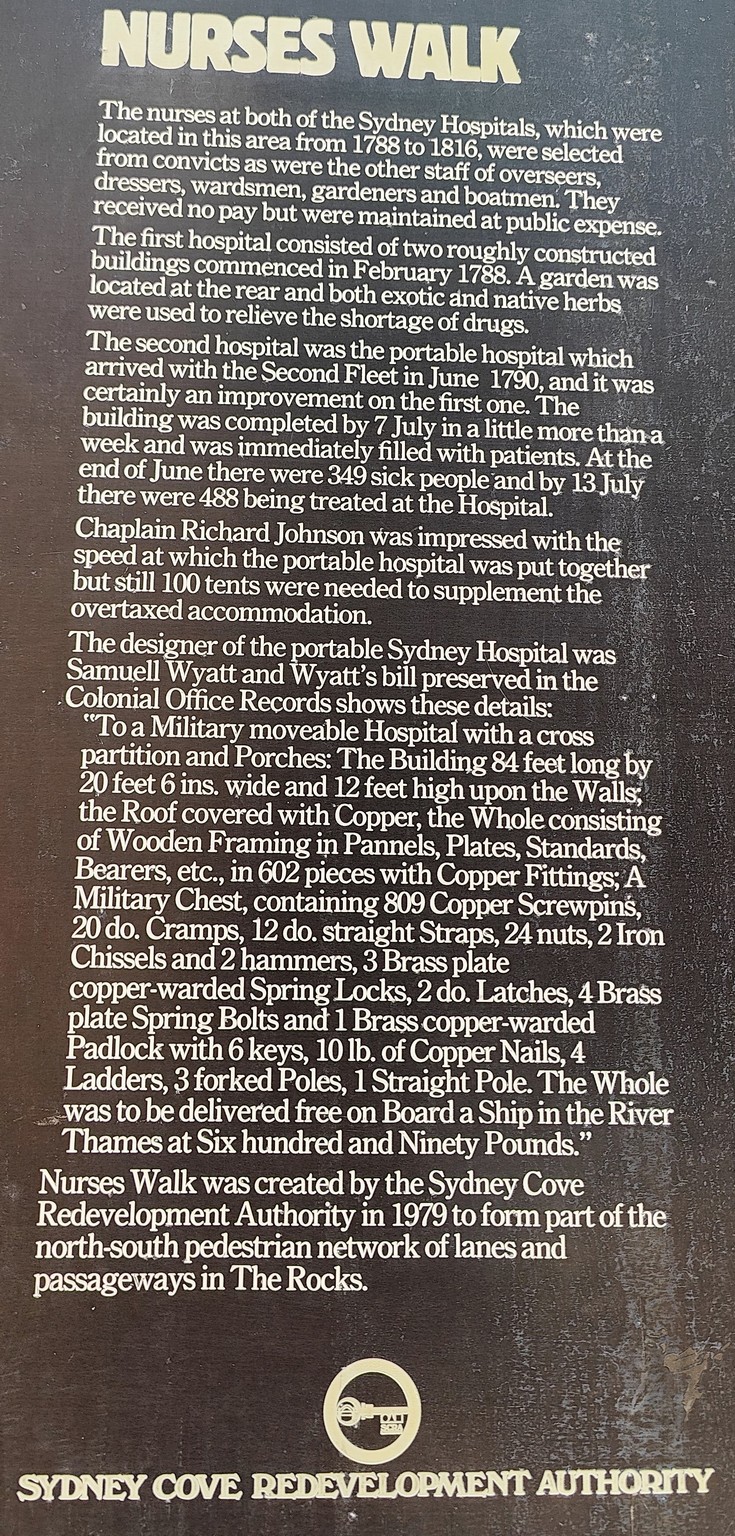 NURSES WALK
The nurses at both of the Sydney Hospitals, which were
located in this area from 1788 to 1816, were selected
from convicts as were the other staff of overseers,
dressers, wardsmen, gardeners and boatmen. They
received no pay but were maintained at public expense.
The first hospital consisted of two roughly constructed
buildings commenced in February 1788. A garden was
located at the rear and both exotic and native herbs
were used to relieve the shortage of drugs.
The second hospital was the portable hospital which
arrived with the Second Fleet in June 1790, and it was
certainly an improvement on the first one. The
building was completed by 7 July in a little more than a
week and was immediately filled with patients. At the
end of June there were 349 sick people and by 13 July
there were 488 being treated at the Hospital.
Chaplain Richard Johnson was impressed with the
speed at which the portable hospital was put together
but still 100 tents were needed to supplement the
overtaxed accommodation.
The designer of the portable Sydney Hospital was
Samuell Wyatt and Wyatt's bill preserved in the
Colonial Office Records shows these details:
"To a Military moveable Hospital with a cross
partition and Porches: The Building 84 feet long by
20 feet 6 ins. wide and 12 feet high upon the Walls;
the Roof covered with Copper, the Whole consisting
of Wooden Framing in Pannels, Plates, Standards,
Bearers, etc., in 602 pieces with Copper Fittings; A
Military Chest, containing 809 Copper Screwpins,
20 do. Cramps, 12 do. straight Straps, 24 nuts, 2 Iron
Chissels and 2 hammers, 3 Brass plate
copper-warded Spring Locks, 2 do. Latches, 4 Brass
plate Spring Bolts and 1 Brass copper-warded
Padlock with 6 keys, 10 lb. of Copper Nails, 4
Ladders, 3 forked Poles, 1 Straight Pole. The Whole
was to be delivered free on Board a Ship in the River
Thames at Six hundred and Ninety Pounds."
Nurses Walk was created by the Sydney Cove
Redevelopment Authority in 1979 to form part of the
north-south pedestrian network of lanes and
passageways in The Rocks.
SCRA
SYDNEY COVE REDEVELOPMENT AUTHORITY